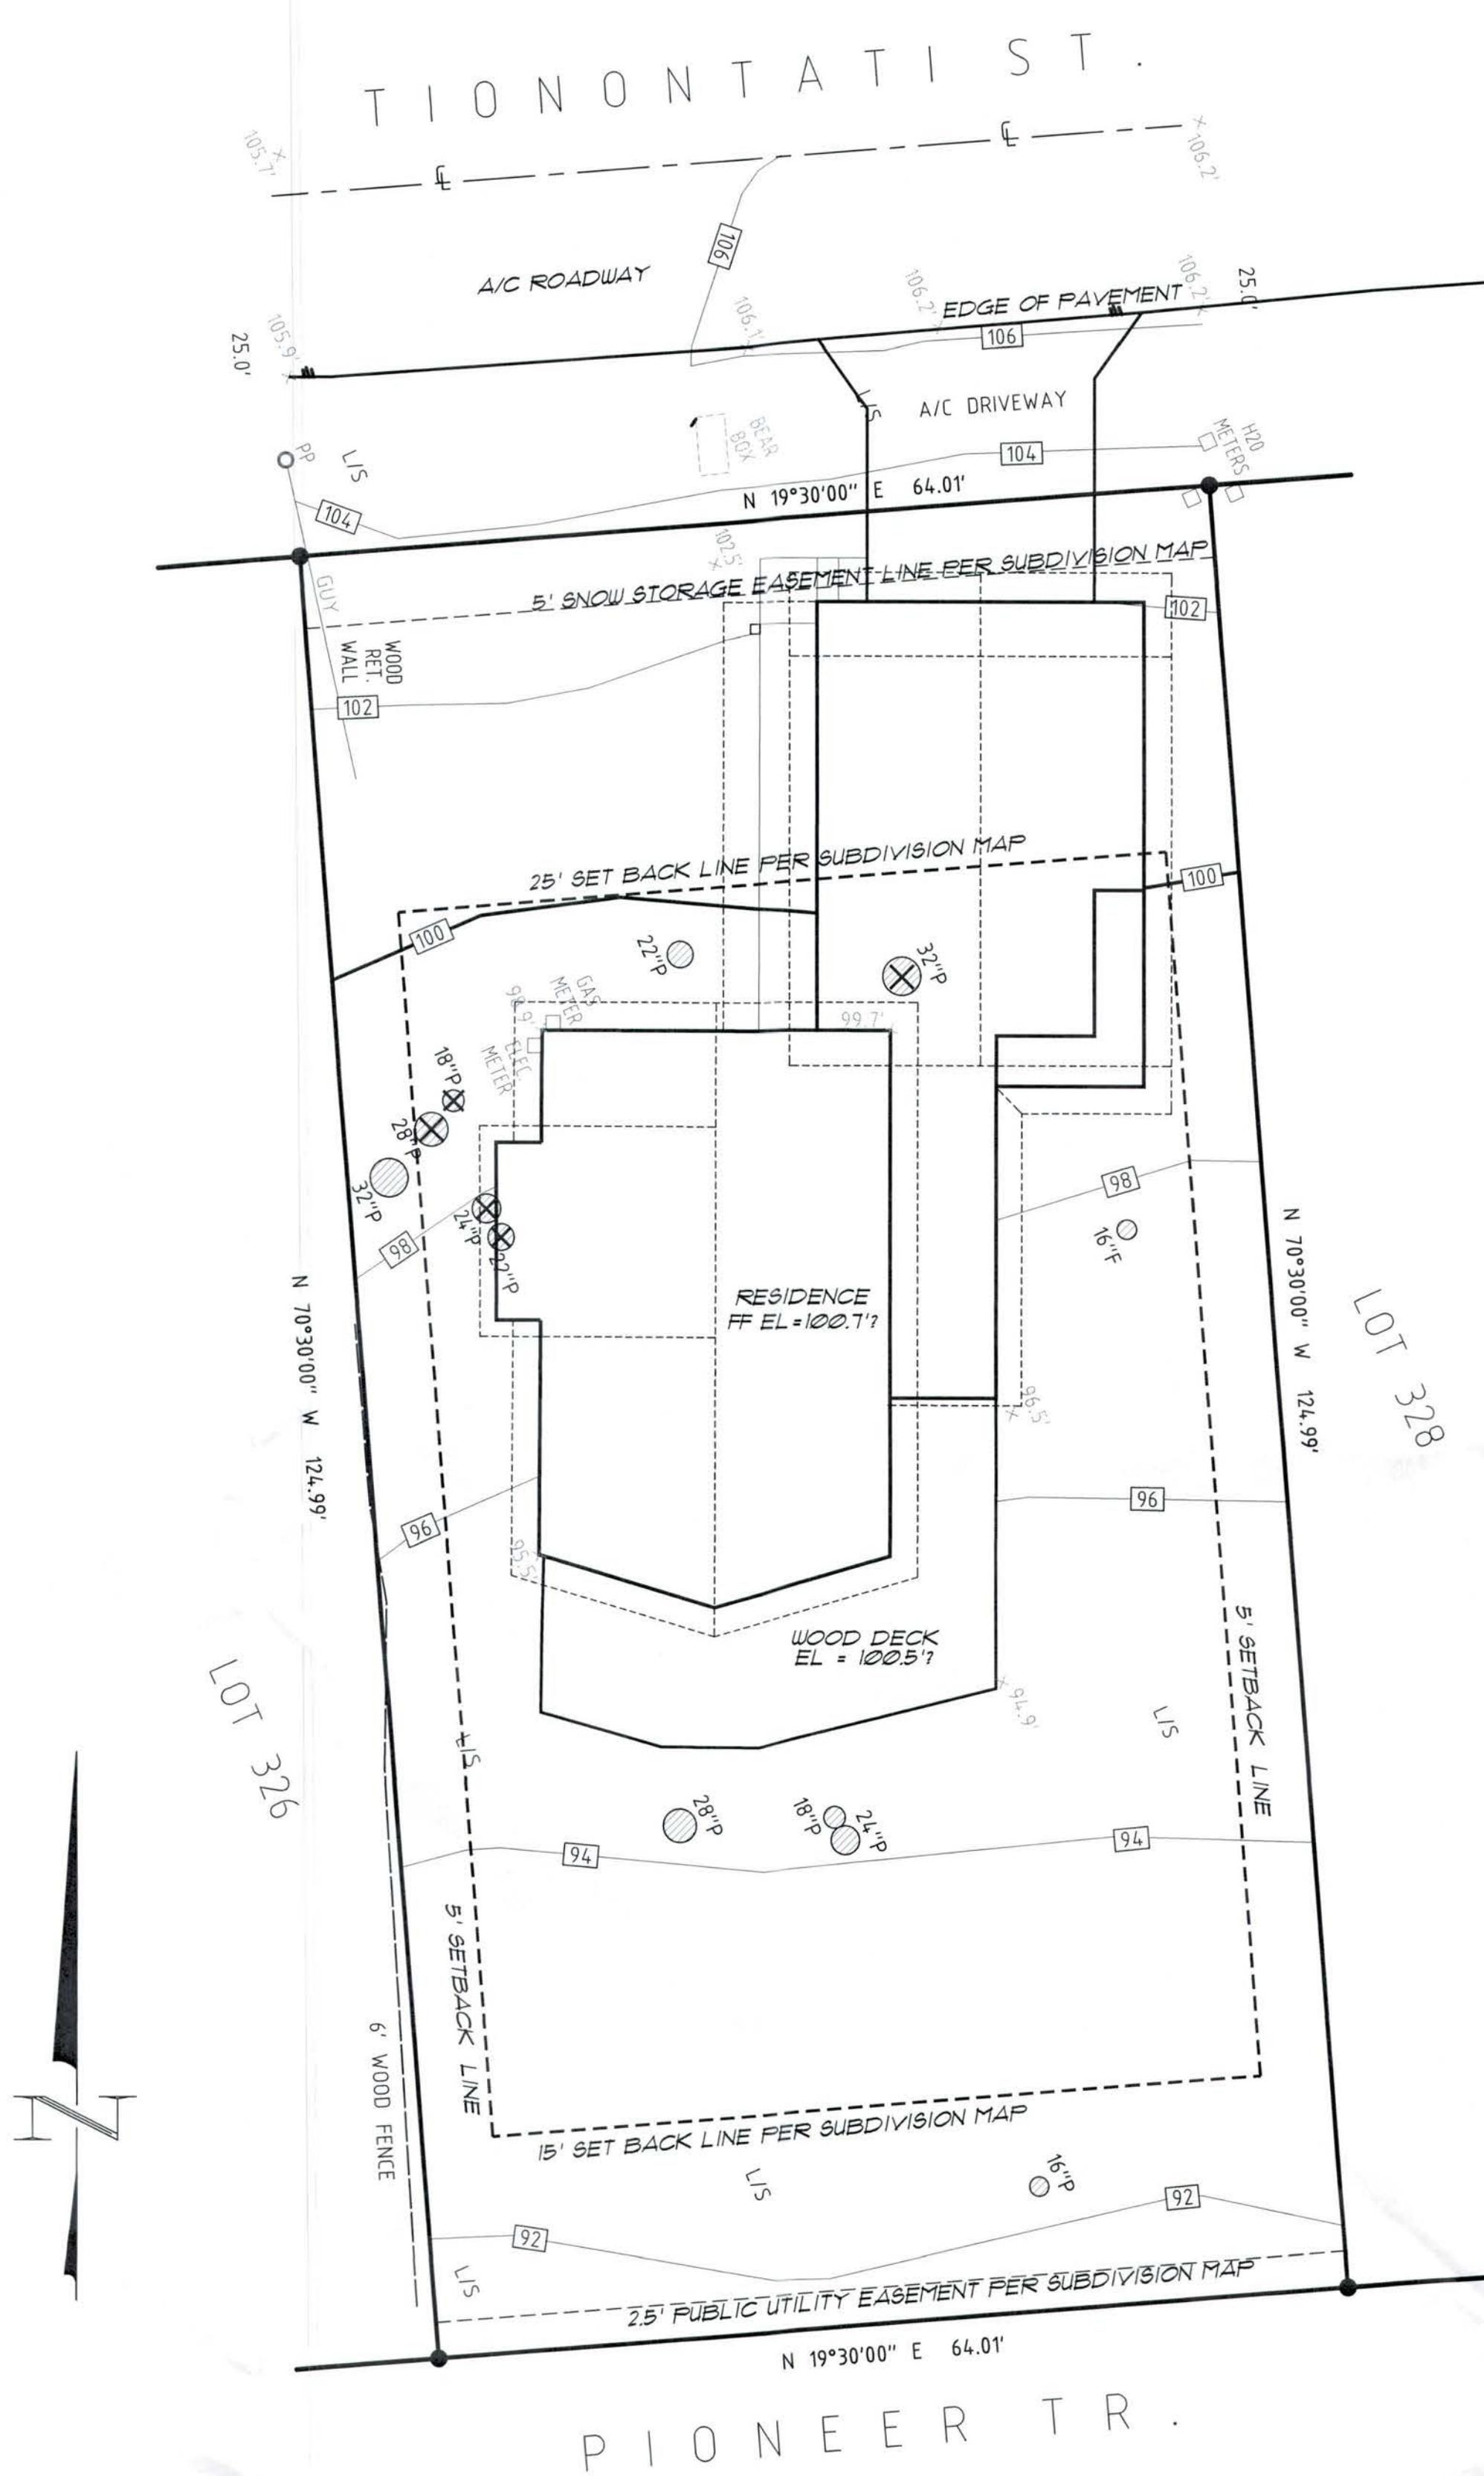 TIONONTATI ST.
℄
℄
105.7'
106.2'
106
A/C ROADWAY
106.2'
25.0'
106.2'
EDGE OF PAVEMENT
106.1'
105.9'
25.0'
106
L/S
A/C DRIVEWAY
BEAR
BOX
H20
METERS
PP
L/S
104
104
N 19°30'00" E 64.01'
102.5'
5' SNOW STORAGE EASEMENT LINE PER SUBDIVISION MAP
GUY
102
WOOD
RET.
WALL
102
25' SET BACK LINE PER SUBDIVISION MAP
100
100
22"P
32"P
GAS
METER
98.9'
99.7'
ELEC.
METER
18"P
28"P
32"P
98
24"P
22"P
98
16"F
N 70°30'00" W 124.99'
N 70°30'00" W 124.99'
LOT 328
RESIDENCE
FF EL=100.7'?
96.5'
96
96
95.5'
WOOD DECK
EL = 100.5'?
94.9'
5' SETBACK LINE
LOT 326
L/S
L/S
28"P
18"P
24"P
94
94
5' SETBACK LINE
6' WOOD FENCE
N
15' SET BACK LINE PER SUBDIVISION MAP
L/S
16"P
92
92
L/S
2.5' PUBLIC UTILITY EASEMENT PER SUBDIVISION MAP
N 19°30'00" E 64.01'
PIONEER TR.